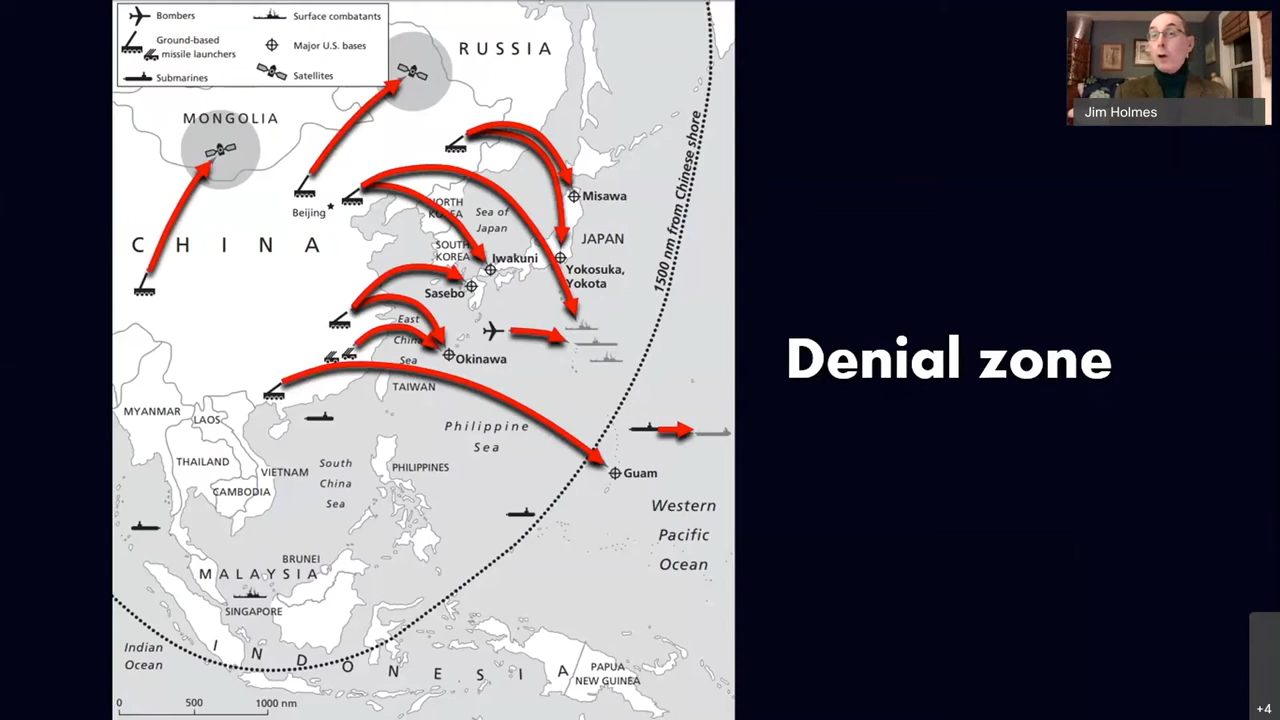 Bombers
Surface combatants
Ground-based
missile launchers
Major U.S. bases
Submarines
Satellites
Jim Holmes
RUSSIA
MONGOLIA
1500 nm from Chinese shore
Misawa
Beijing
NORTH
KOREA
Sea of
Japan
CHINA
JAPAN
SOUTH
KOREA
Iwakuni
Yokosuka,
Yokota
Sasebo
East
China
Sea
Okinawa
Denial zone
TAIWAN
MYANMAR
LAOS
Philippine
Sea
THAILAND
VIETNAM
South
China
Sea
PHILIPPINES
Guam
CAMBODIA
Western
Pacific
Ocean
BRUNEI
MALAYSIA
SINGAPORE
Indian
Ocean
INDONESIA
PAPUA
NEW GUINEA
0 500 1000 nm
+4